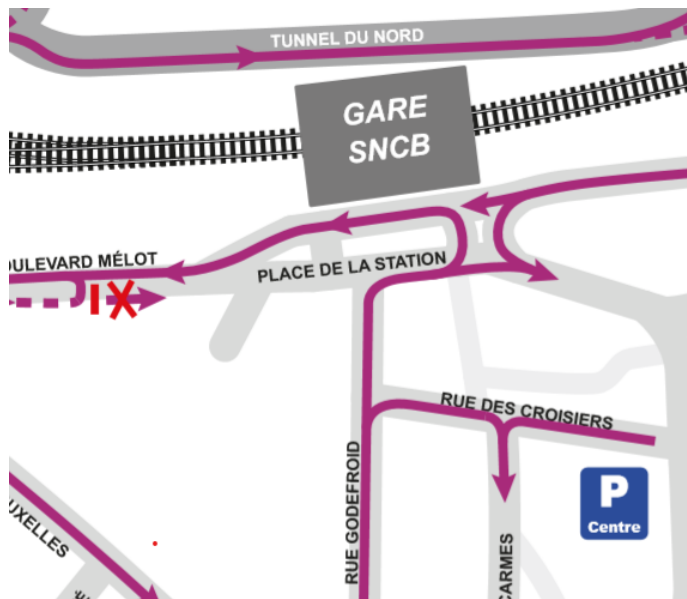 TUNNEL DU NORD
GARE
SNCB
OULEVARD MÉLOT
PLACE DE LA STATION
RUE DES CROISIERS
RUE GODEFROID
P
Centre
UXELLES
CARMES